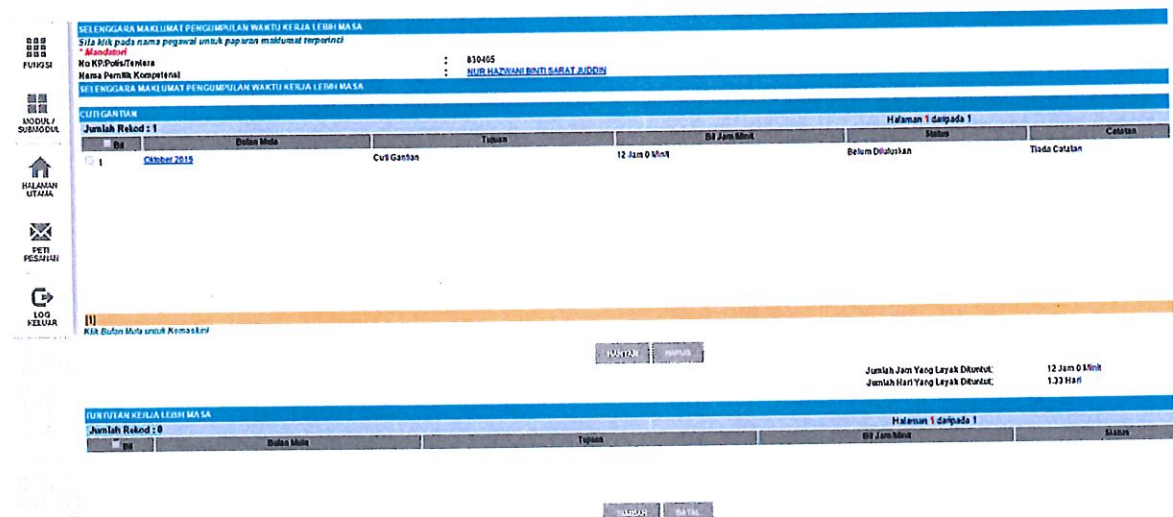 SELENGGARA MAKLUMAT PENGUMPULAN WAKTU KERJA LEBIH MASA
Sila klik pada nama pegawai untuk paparan maklumat terperinci
* Mandatori
No KP/Polis/Tentera : 830405
Nama Pemilik Kompetensi : NUR HAZWANI BINTI SARAT JUDDIN
SELENGGARA MAKLUMAT PENGUMPULAN WAKTU KERJA LEBIH MASA
FUNGSI
MODUL / SUBMODUL
HALAMAN UTAMA
PETI PESANAN
LOG KELUAR
CUTI GANTIAN
Jumlah Rekod : 1 Halaman 1 daripada 1
Bil Bulan Mula Tujuan Bil Jam/Minit Status Catatan
1 Oktober 2015 Cuti Gantian 12 Jam 0 Minit Belum Diluluskan Tiada Catatan
[1]
Klik Bulan Mula untuk Kemaskini
HANTAR HAPUS
Jumlah Jam Yang Layak Dituntut: 12 Jam 0 Minit
Jumlah Hari Yang Layak Dituntut: 1.33 Hari
TUNTUTAN KERJA LEBIH MASA
Jumlah Rekod : 0 Halaman 1 daripada 1
Bil Bulan Mula Tujuan Bil Jam/Minit Status
TAMBAH BATAL